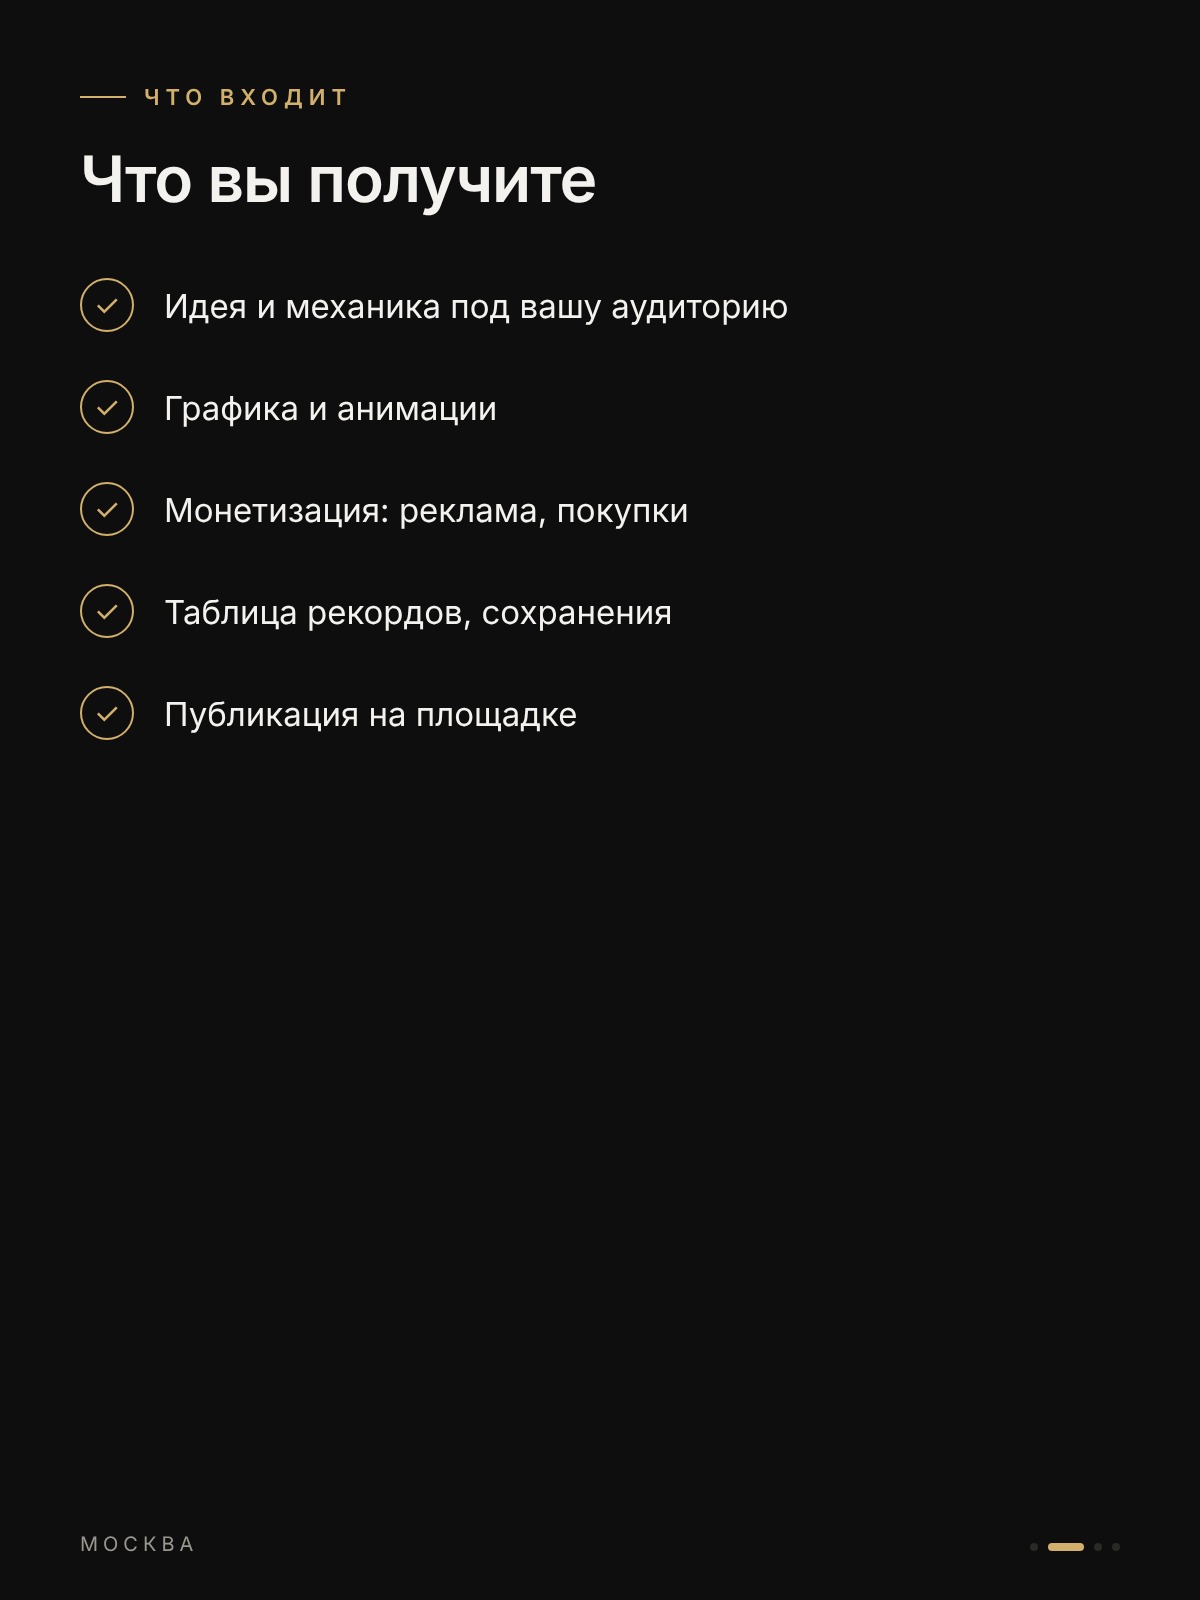 ЧТО ВХОДИТ
Что вы получите
Идея и механика под вашу аудиторию
Графика и анимации
Монетизация: реклама, покупки
Таблица рекордов, сохранения
Публикация на площадке
МОСКВА